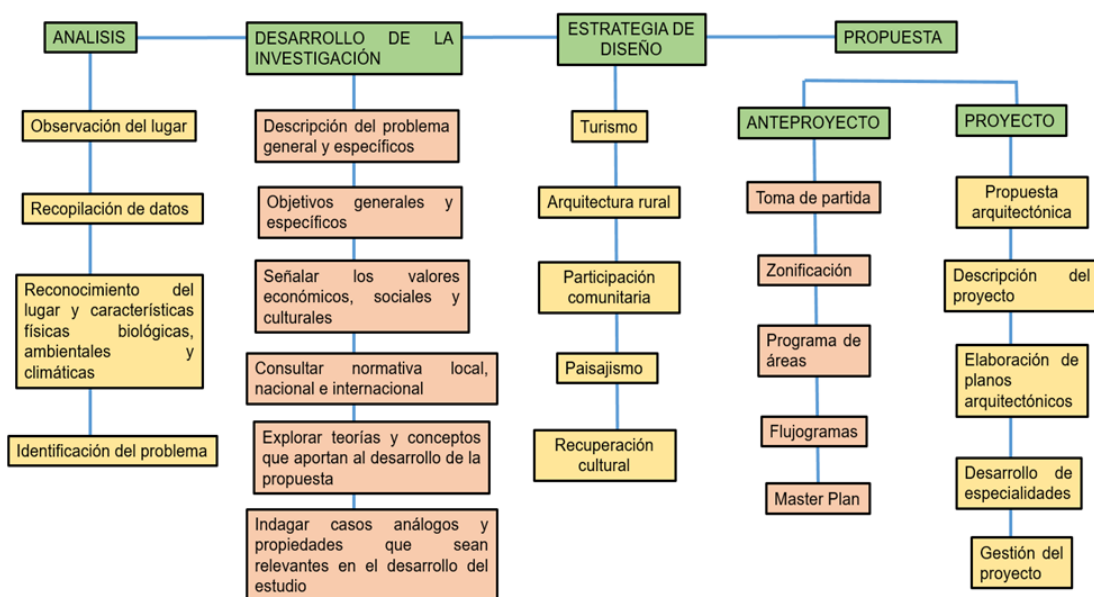 ANALISIS
Observación del lugar
Recopilación de datos
Reconocimiento del
lugar y características
físicas biológicas,
ambientales y
climáticas
Identificación del problema
DESARROLLO DE LA
INVESTIGACIÓN
Descripción del problema
general y específicos
Objetivos generales y
específicos
Señalar los valores
económicos, sociales y
culturales
Consultar normativa local,
nacional e internacional
Explorar teorías y conceptos
que aportan al desarrollo de la
propuesta
Indagar casos análogos y
propiedades que sean
relevantes en el desarrollo del
estudio
ESTRATEGIA DE
DISEÑO
Turismo
Arquitectura rural
Participación
comunitaria
Paisajismo
Recuperación
cultural
PROPUESTA
ANTEPROYECTO
Toma de partida
Zonificación
Programa de
áreas
Flujogramas
Master Plan
PROYECTO
Propuesta
arquitectónica
Descripción del
proyecto
Elaboración de
planos
arquitectónicos
Desarrollo de
especialidades
Gestión del
proyecto